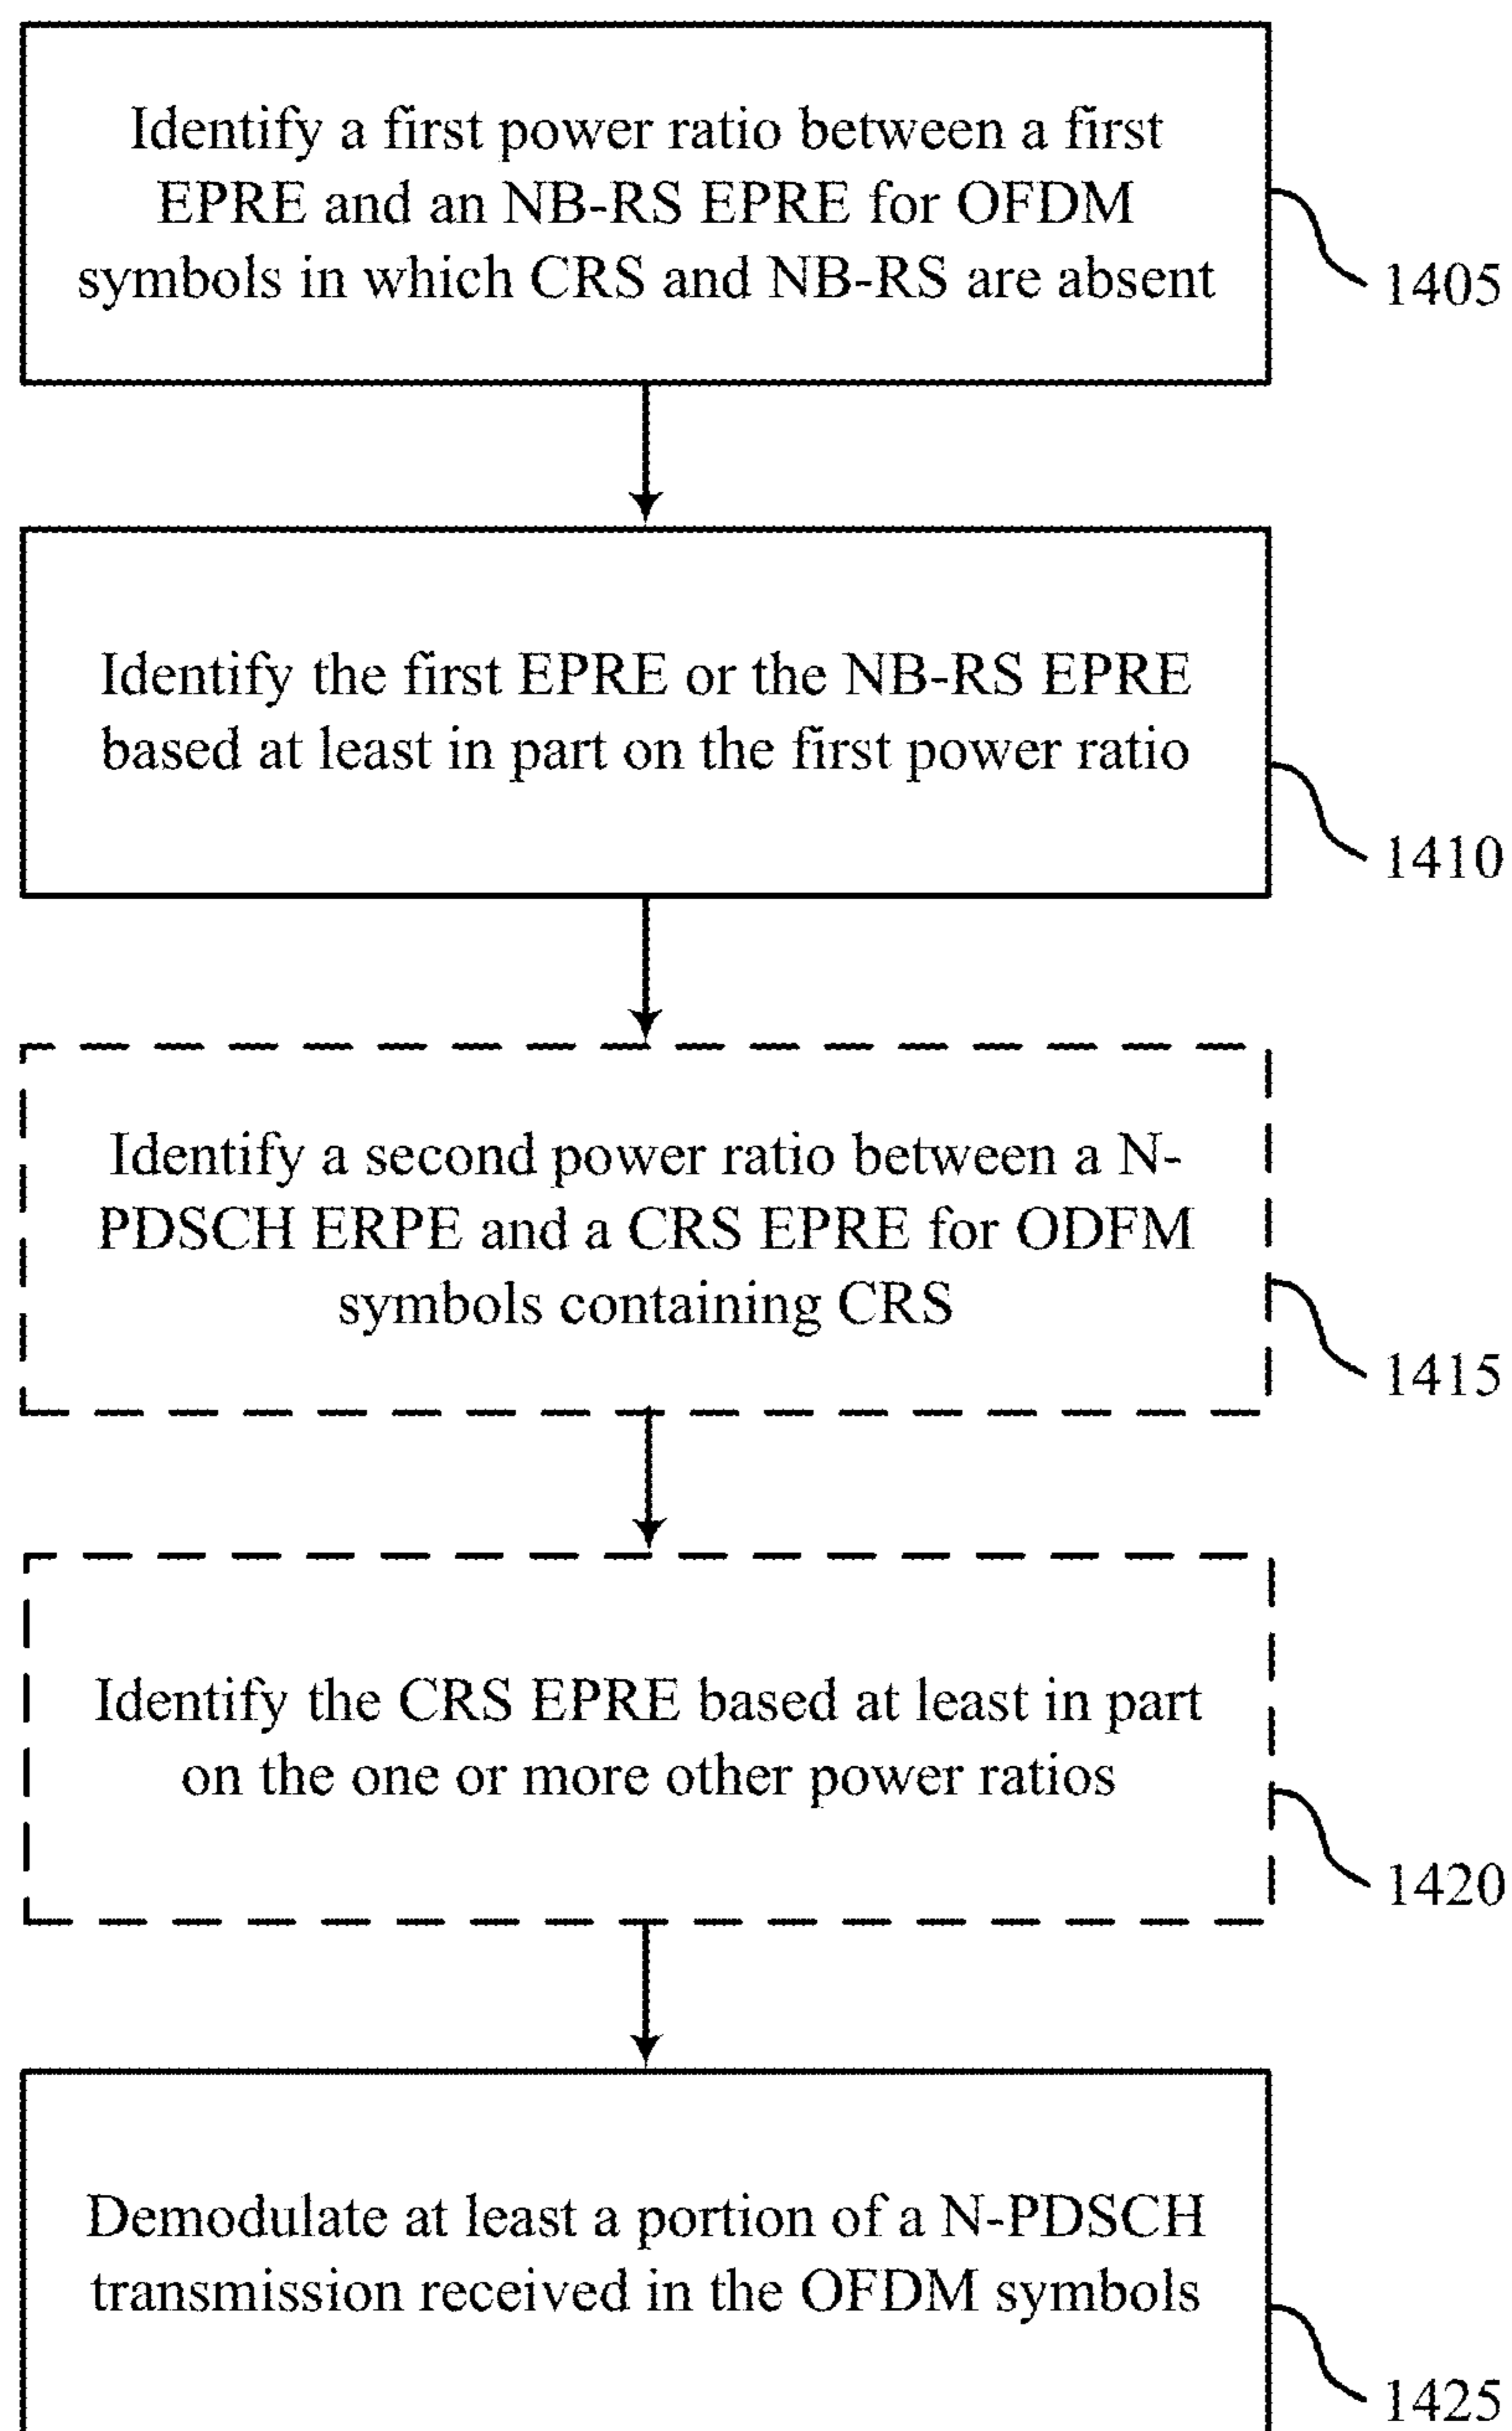 Identify a first power ratio between a first
EPRE and an NB-RS EPRE for OFDM
symbols in which CRS and NB-RS are absent
1405
Identify the first EPRE or the NB-RS EPRE
based at least in part on the first power ratio
1410
Identify a second power ratio between a N-
PDSCH ERPE and a CRS EPRE for ODFM
symbols containing CRS
1415
Identify the CRS EPRE based at least in part
on the one or more other power ratios
1420
Demodulate at least a portion of a N-PDSCH
transmission received in the OFDM symbols
1425